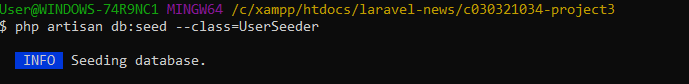 User@WINDOWS-74R9NC1 MINGW64 /c/xampp/htdocs/laravel-news/c030321034-project3
$ php artisan db:seed --class=UserSeeder
INFO Seeding database.